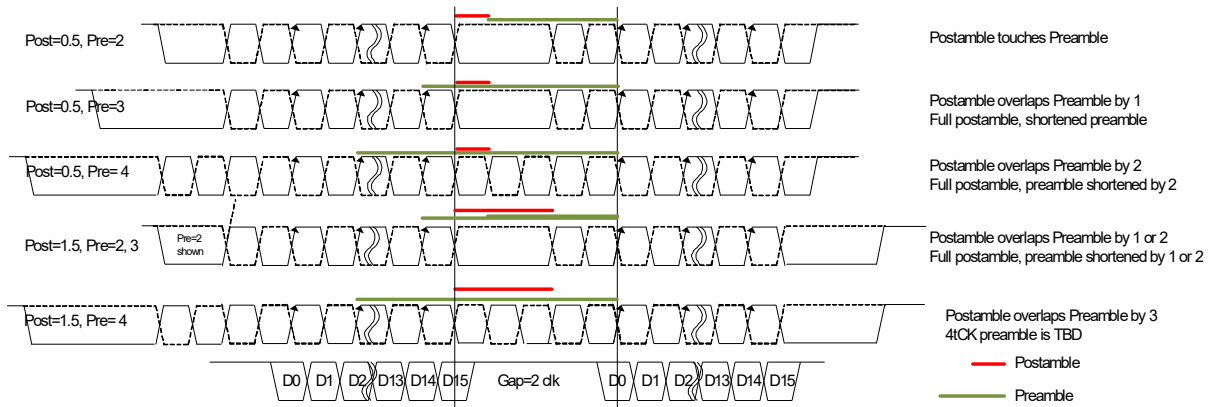 Post=0.5, Pre=2
Postamble touches Preamble
Post=0.5, Pre=3
Postamble overlaps Preamble by 1
Full postamble, shortened preamble
Post=0.5, Pre= 4
Postamble overlaps Preamble by 2
Full postamble, preamble shortened by 2
Post=1.5, Pre=2, 3
Pre=2
shown
Postamble overlaps Preamble by 1 or 2
Full postamble, preamble shortened by 1 or 2
Post=1.5, Pre= 4
Postamble overlaps Preamble by 3
4tCK preamble is TBD
Postamble
Preamble
D0 D1 D2 D13 D14 D15 Gap=2 clk D0 D1 D2 D13 D14 D15